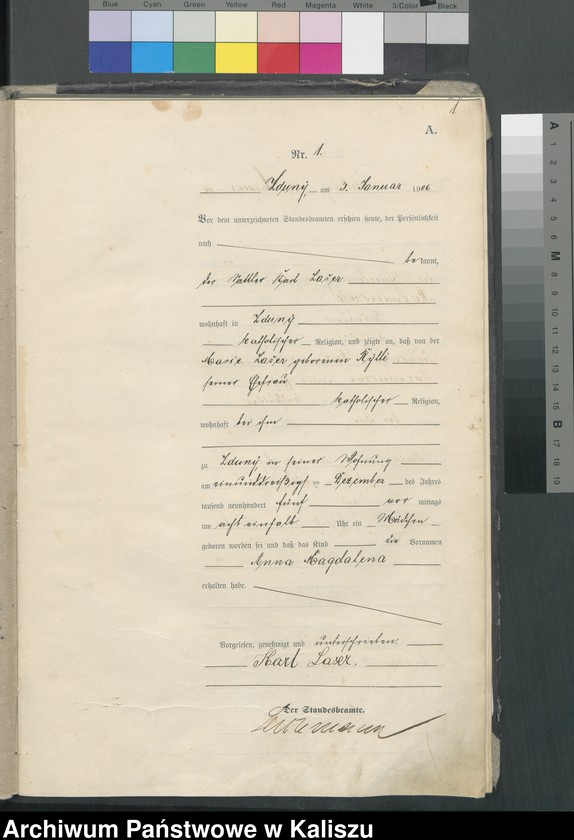 Blue Cyan Green Yellow Red Magenta White 3/Color Black
1
A.
Nr. 1.
Zduny, am 3. Januar 1906
Vor dem unterzeichneten Standesbeamten erschien heute, der Persönlichkeit
nach bekannt,
der Sattler Karl Laser
wohnhaft in Zduny
katholischer Religion, und zeigte an, daß von der
Marie Laser geborenen Kylli
seiner Ehefrau
katholischer Religion,
wohnhaft bei ihm
zu Zduny in seiner Wohnung
am einunddreißigsten Dezember des Jahres
tausend neunhundert fünf vor mittags
um acht einhalb Uhr ein Mädchen
geboren worden sei und daß das Kind die Vornamen
Anna Magdalena
erhalten habe.
Vorgelesen, genehmigt und unterschrieben.
Karl Laser.
Der Standesbeamte.
A 1 2 3 4 5 6 M 8 9 10 11 12 13 14 15 B 17 18 19
Archiwum Państwowe w Kaliszu